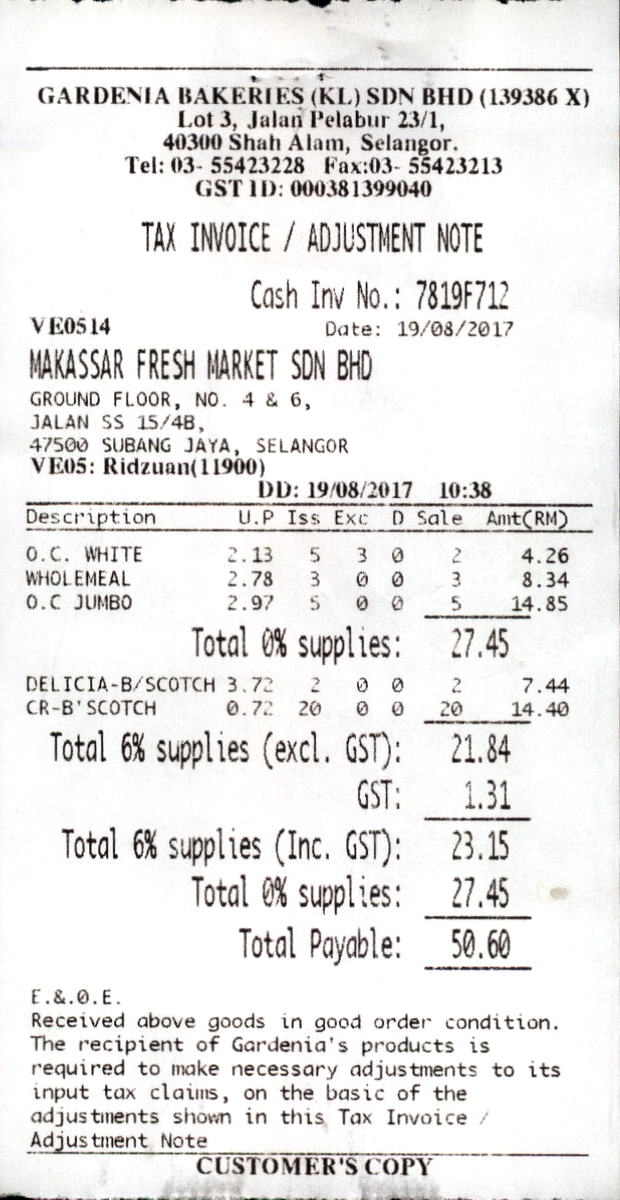 GARDENIA BAKERIES (KL) SDN BHD (139386 X)
Lot 3, Jalan Pelabur 23/1,
40300 Shah Alam, Selangor.
Tel: 03- 55423228 Fax:03- 55423213
GST ID: 000381399040
TAX INVOICE / ADJUSTMENT NOTE
Cash Inv No.: 7819F712
VE0514 Date: 19/08/2017
MAKASSAR FRESH MARKET SDN BHD
GROUND FLOOR, NO. 4 & 6,
JALAN SS 15/4B,
47500 SUBANG JAYA, SELANGOR
VE05: Ridzuan(11900)
DD: 19/08/2017 10:38
Description U.P Iss Exc D Sale Amt(RM)
O.C. WHITE 2.13 5 3 0 2 4.26
WHOLEMEAL 2.78 3 0 0 3 8.34
O.C JUMBO 2.97 5 0 0 5 14.85
Total 0% supplies: 27.45
DELICIA-B/SCOTCH 3.72 2 0 0 2 7.44
CR-B'SCOTCH 0.72 20 0 0 20 14.40
Total 6% supplies (excl. GST): 21.84
GST: 1.31
Total 6% supplies (Inc. GST): 23.15
Total 0% supplies: 27.45
Total Payable: 50.60
E.&.O.E.
Received above goods in good order condition.
The recipient of Gardenia's products is
required to make necessary adjustments to its
input tax claims, on the basic of the
adjustments shown in this Tax Invoice /
Adjustment Note
CUSTOMER'S COPY